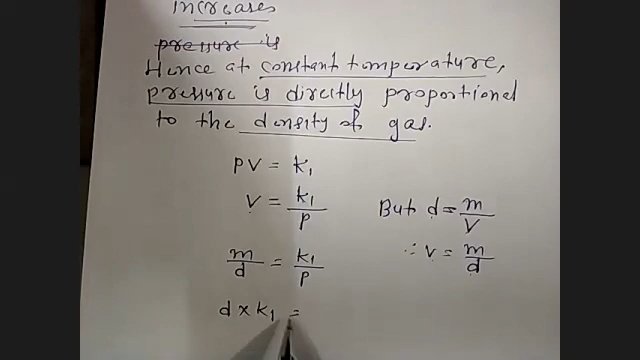 Increases
pressure is
Hence at constant temperature,
pressure is directly proportional
to the density of gas.
PV = K₁
V = K₁/P
But d = m/V
m/d = K₁/P
∴ V = m/d
d × K₁ =